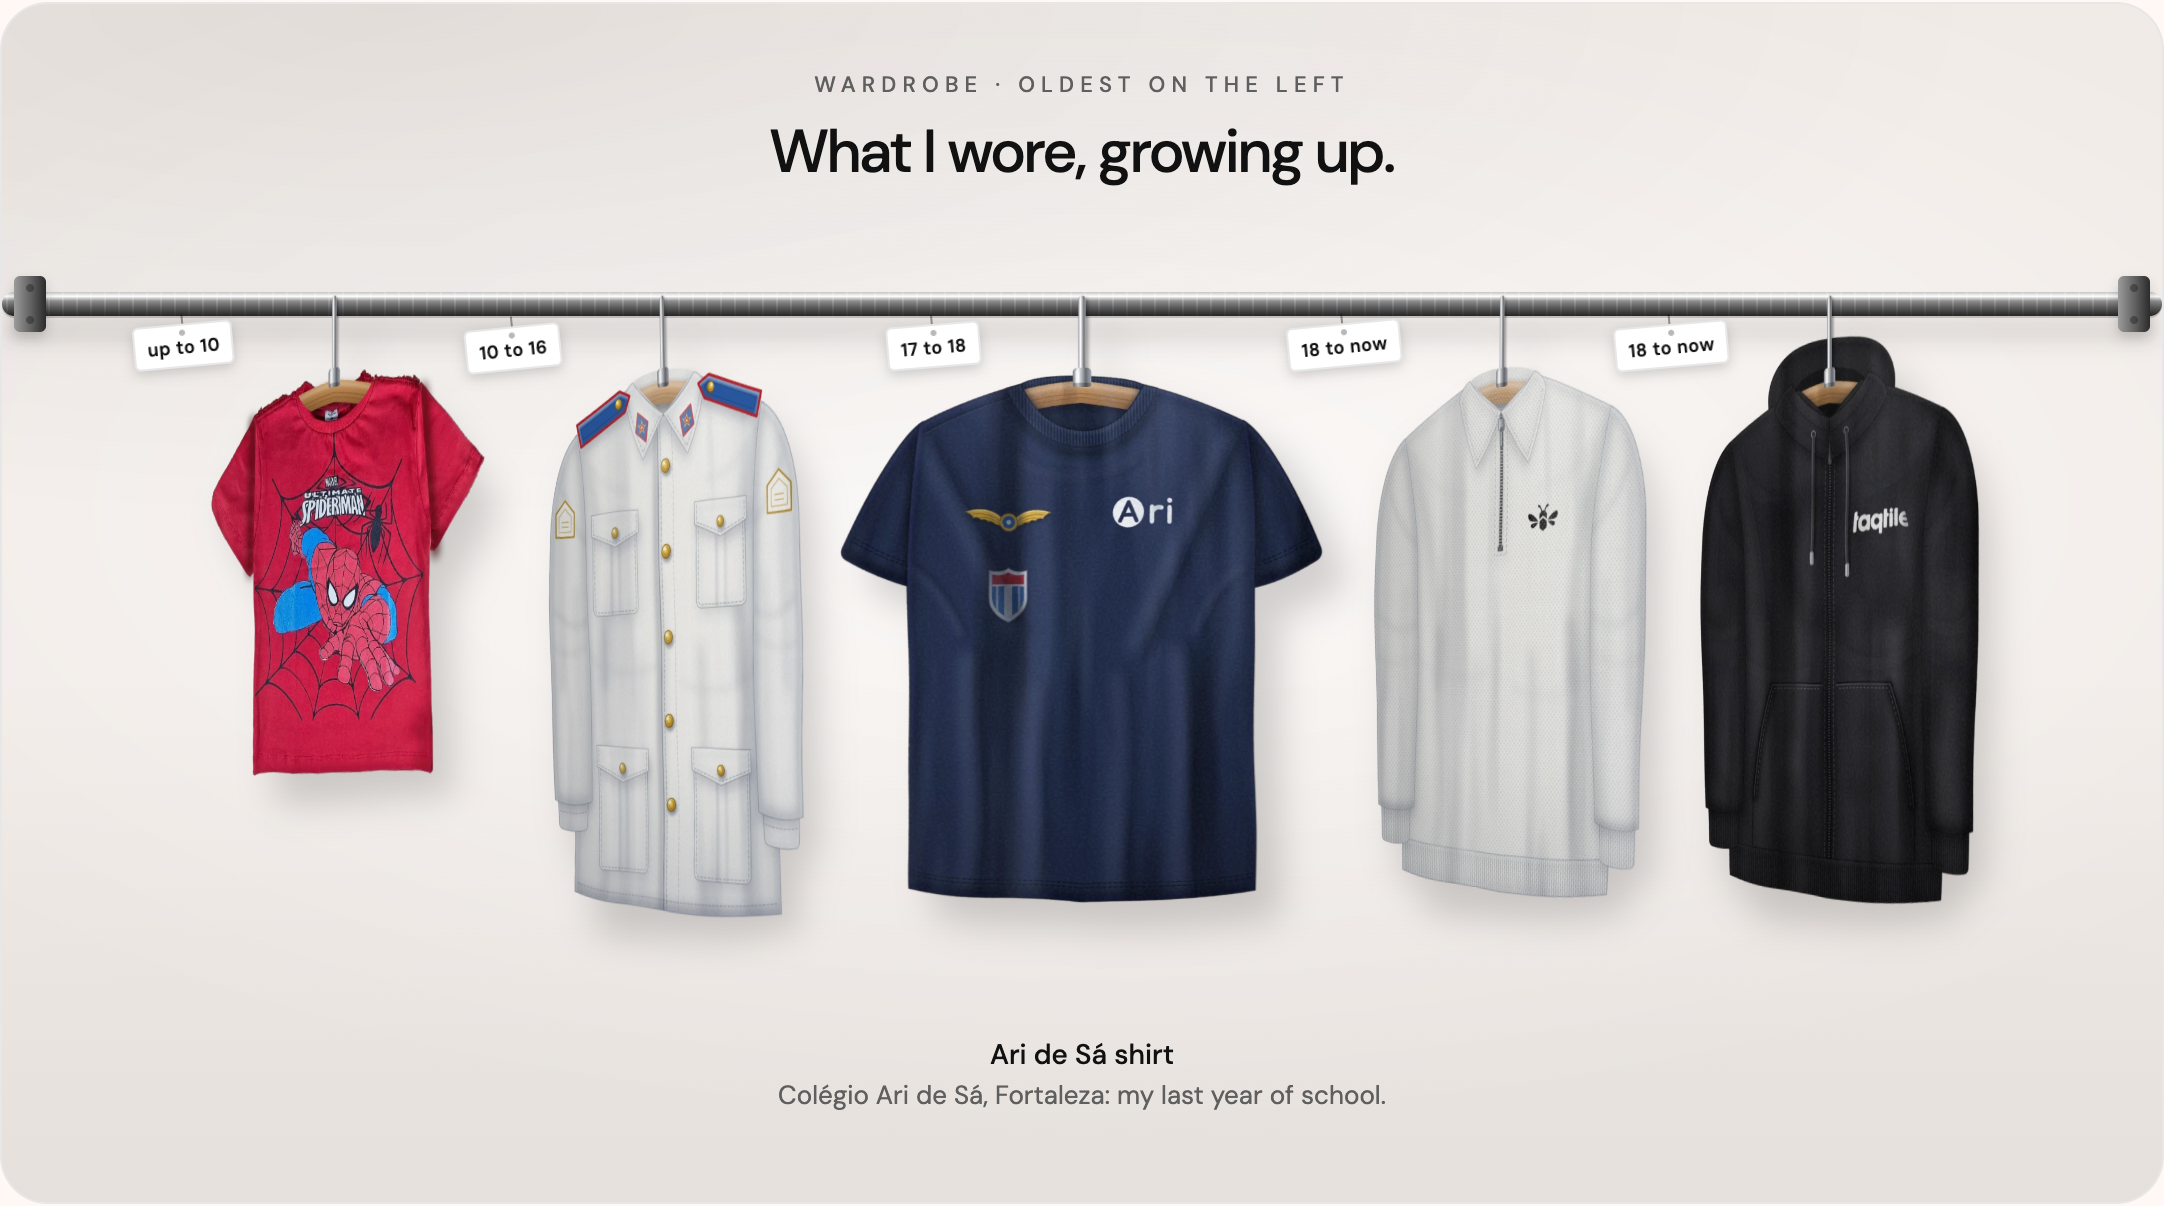 WARDROBE · OLDEST ON THE LEFT
What I wore, growing up.
up to 10
10 to 16
17 to 18
18 to now
18 to now
ULTIMATE
SPIDER-MAN
Ari
taqtile
Ari de Sá shirt
Colégio Ari de Sá, Fortaleza: my last year of school.